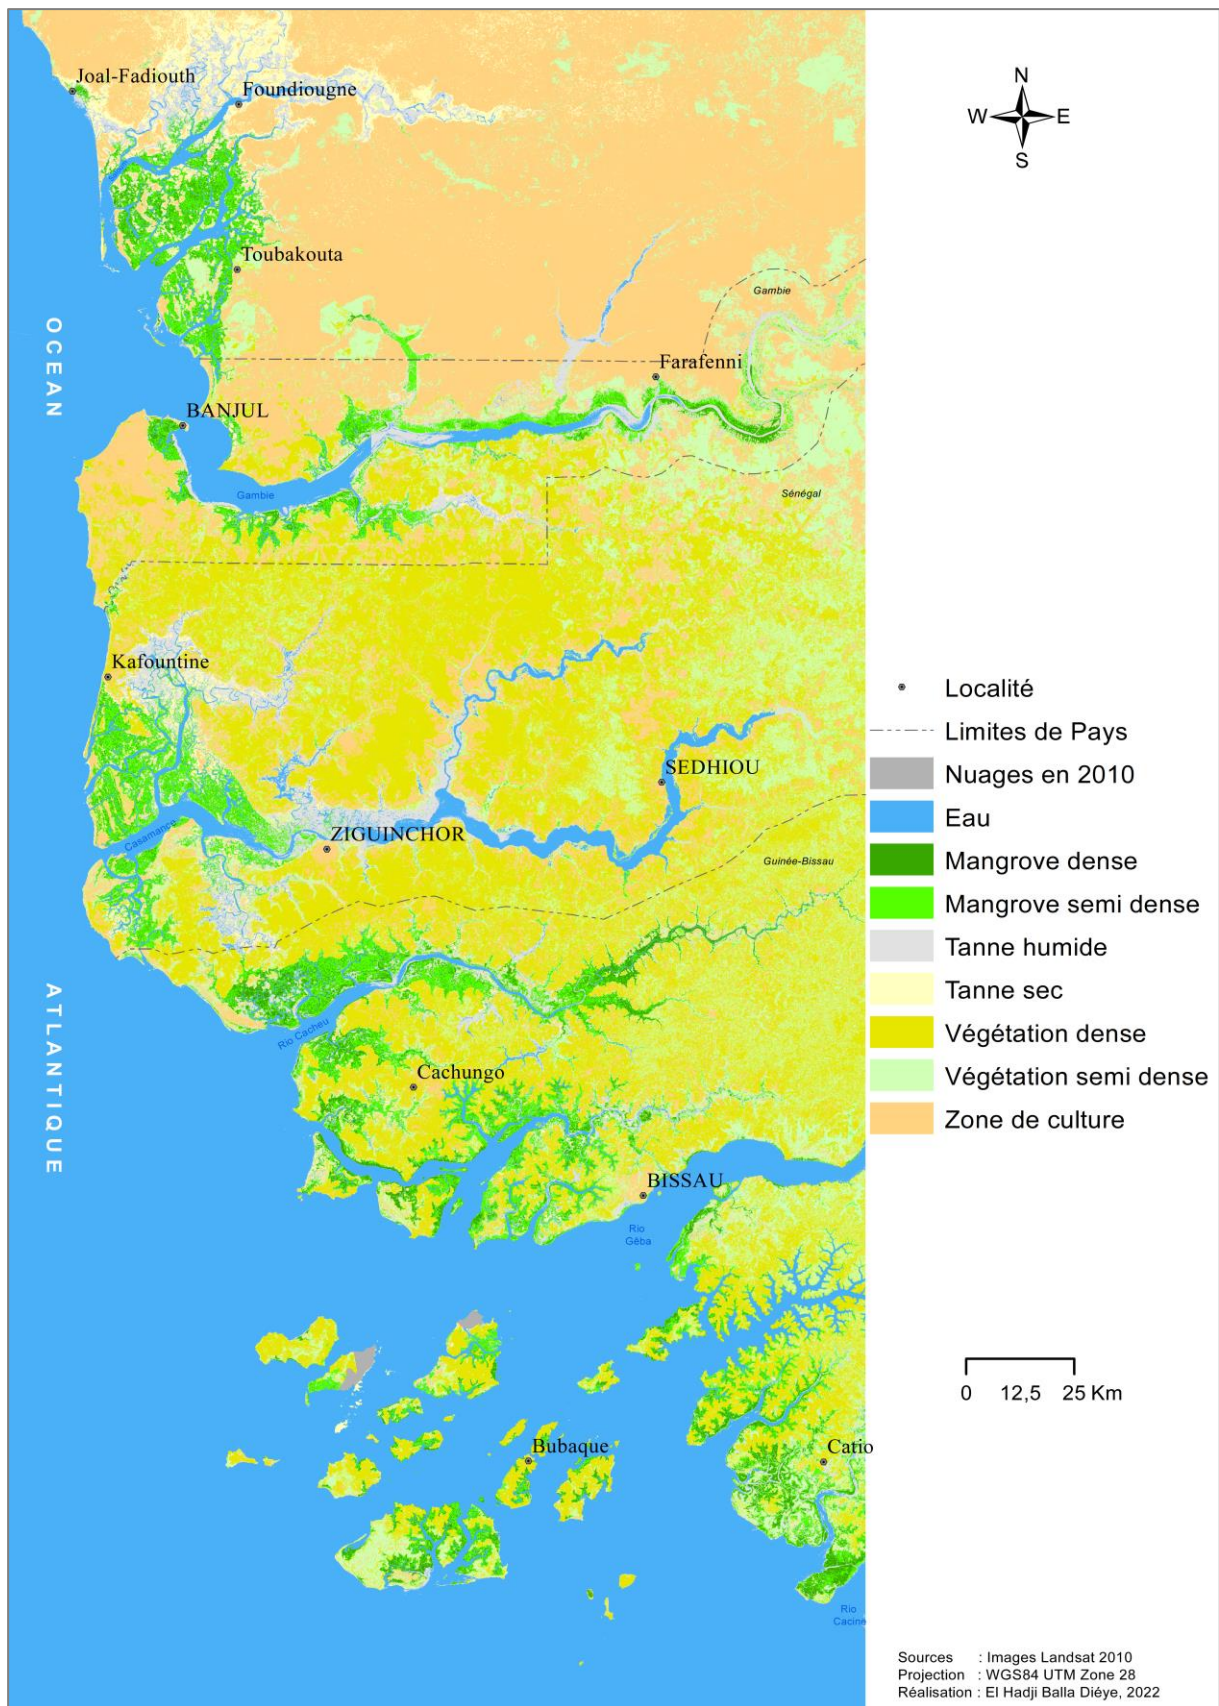 N
W E
S
Joal-Fadiouth
Foundiougne
Toubakouta
Gambie
Farafenni
OCEAN
BANJUL
Gambie
Sénégal
Kafountine
SEDHIOU
Casamance
ZIGUINCHOR
Guinée-Bissau
ATLANTIQUE
Rio Cacheu
Cachungo
BISSAU
Rio
Gêba
Bubaque
Catio
Rio
Cacine
Localité
Limites de Pays
Nuages en 2010
Eau
Mangrove dense
Mangrove semi dense
Tanne humide
Tanne sec
Végétation dense
Végétation semi dense
Zone de culture
0 12,5 25 Km
Sources : Images Landsat 2010
Projection : WGS84 UTM Zone 28
Réalisation : El Hadji Balla Diéye, 2022